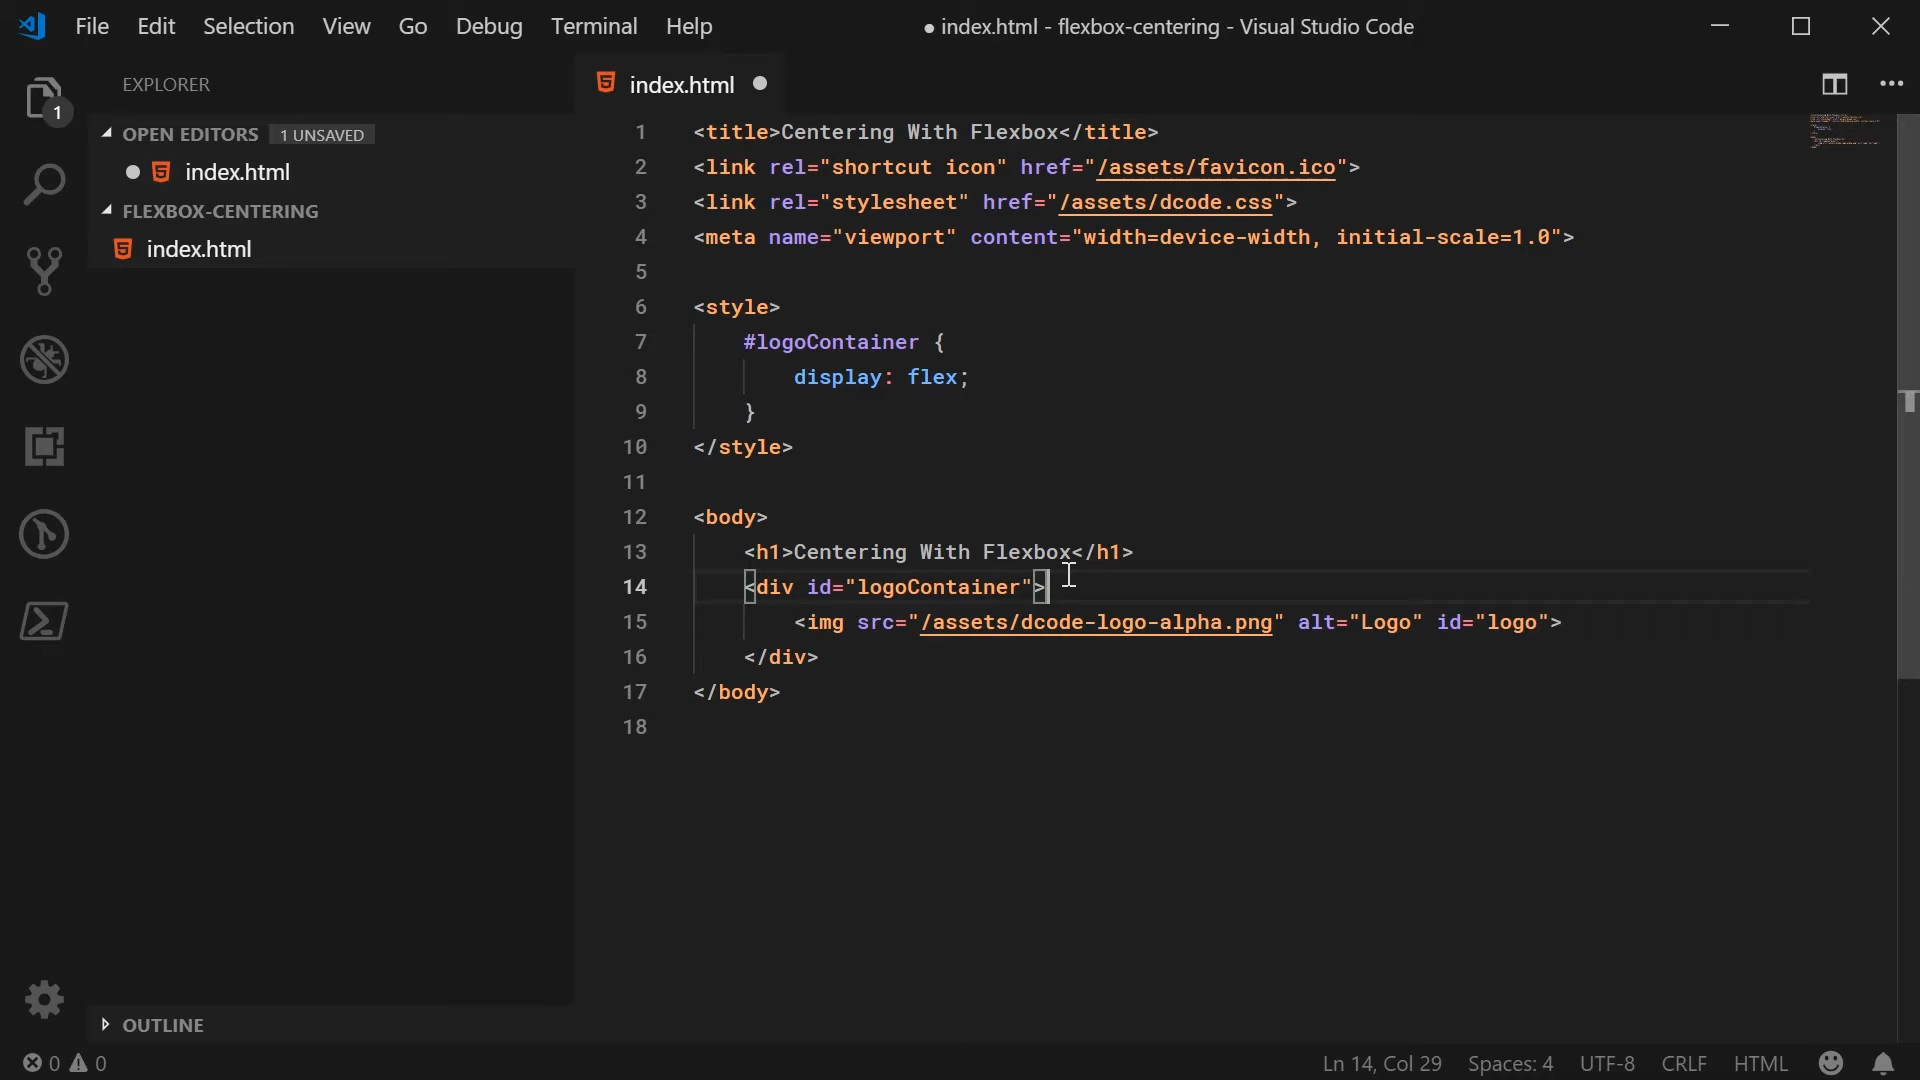 File Edit Selection View Go Debug Terminal Help ● index.html - flexbox-centering - Visual Studio Code
EXPLORER
1
OPEN EDITORS 1 UNSAVED
index.html
FLEXBOX-CENTERING
index.html
OUTLINE
index.html
1 <title>Centering With Flexbox</title>
2 <link rel="shortcut icon" href="/assets/favicon.ico">
3 <link rel="stylesheet" href="/assets/dcode.css">
4 <meta name="viewport" content="width=device-width, initial-scale=1.0">
5
6 <style>
7     #logoContainer {
8         display: flex;
9     }
10 </style>
11
12 <body>
13     <h1>Centering With Flexbox</h1>
14     <div id="logoContainer">
15         <img src="/assets/dcode-logo-alpha.png" alt="Logo" id="logo">
16     </div>
17 </body>
18
0 0 Ln 14, Col 29 Spaces: 4 UTF-8 CRLF HTML